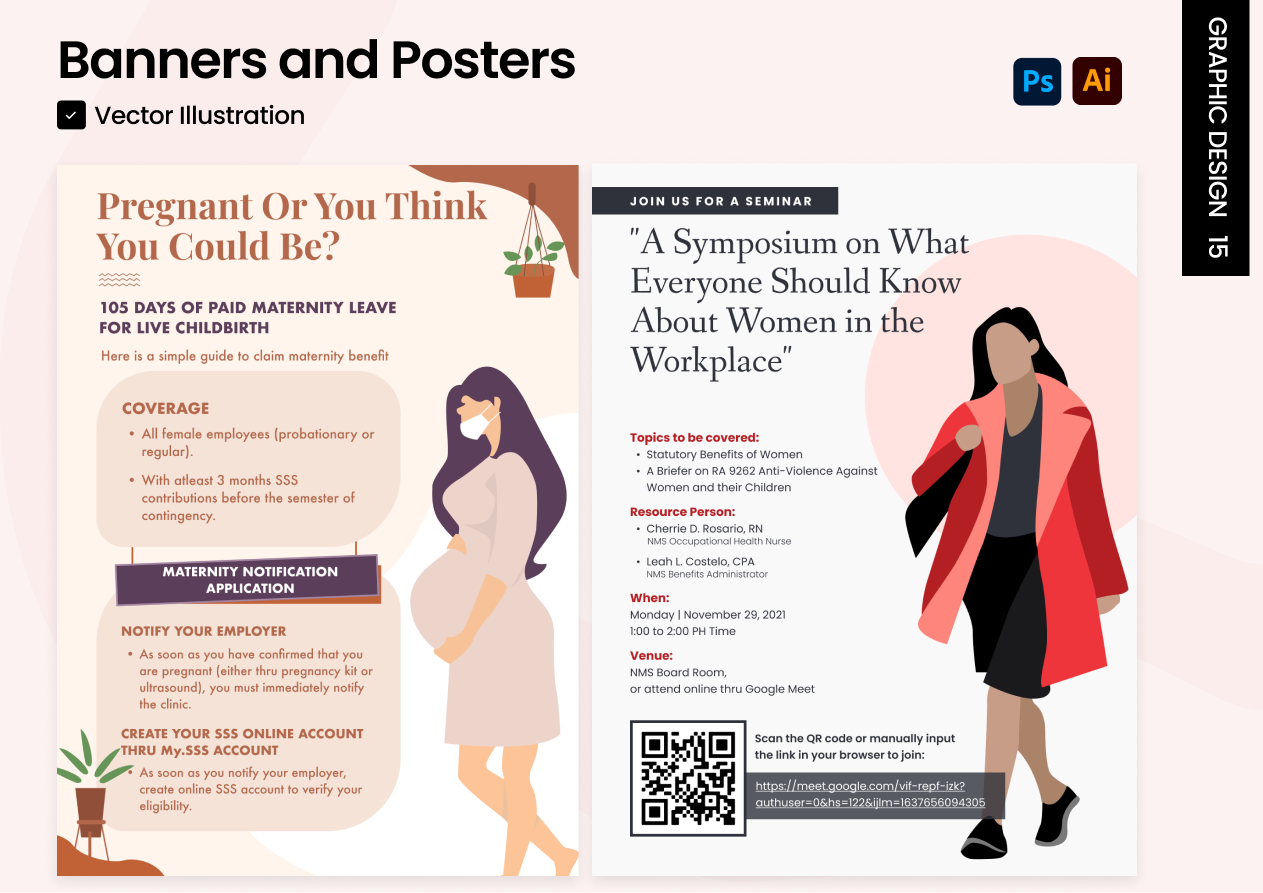 Banners and Posters
Vector Illustration
Ps Ai
GRAPHIC DESIGN 15
Pregnant Or You Think
You Could Be?
105 DAYS OF PAID MATERNITY LEAVE
FOR LIVE CHILDBIRTH
Here is a simple guide to claim maternity benefit
COVERAGE
• All female employees (probationary or
regular).
• With atleast 3 months SSS
contributions before the semester of
contingency.
MATERNITY NOTIFICATION
APPLICATION
NOTIFY YOUR EMPLOYER
• As soon as you have confirmed that you
are pregnant (either thru pregnancy kit or
ultrasound), you must immediately notify
the clinic.
CREATE YOUR SSS ONLINE ACCOUNT
THRU My.SSS ACCOUNT
• As soon as you notify your employer,
create online SSS account to verify your
eligibility.
JOIN US FOR A SEMINAR
"A Symposium on What
Everyone Should Know
About Women in the
Workplace"
Topics to be covered:
• Statutory Benefits of Women
• A Briefer on RA 9262 Anti-Violence Against
Women and their Children
Resource Person:
• Cherrie D. Rosario, RN
NMS Occupational Health Nurse
• Leah L. Costelo, CPA
NMS Benefits Administrator
When:
Monday | November 29, 2021
1:00 to 2:00 PH Time
Venue:
NMS Board Room,
or attend online thru Google Meet
Scan the QR code or manually input
the link in your browser to join:
https://meet.google.com/vif-repf-izk?
authuser=0&hs=122&ijlm=1637656094305